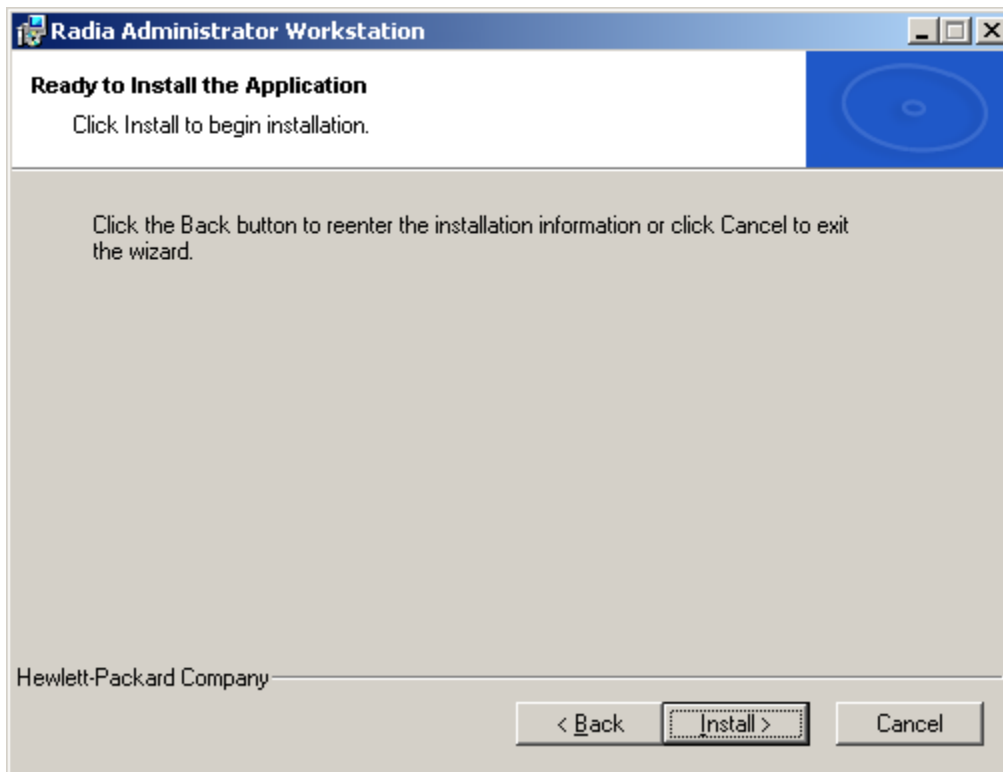 Radia Administrator Workstation
Ready to Install the Application
Click Install to begin installation.
Click the Back button to reenter the installation information or click Cancel to exit
the wizard.
Hewlett-Packard Company
< Back
Install >
Cancel